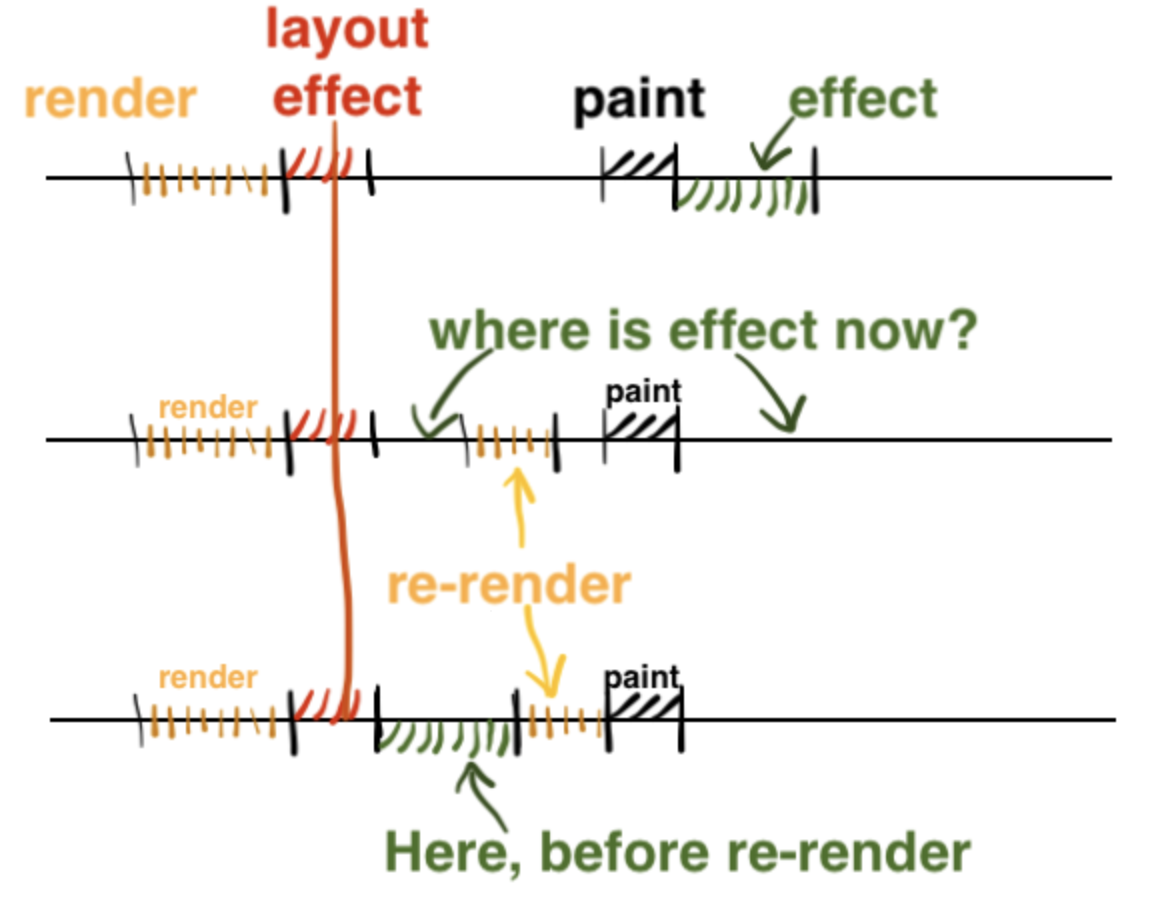 layout
render effect paint effect
where is effect now?
render paint
re-render
render paint
Here, before re-render